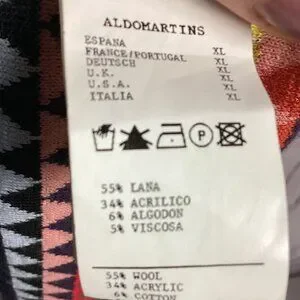 ALDOMARTINS
ESPANA
FRANCE/PORTUGAL XL
DEUTSCH XL
U.K. XL
U.S.A. XL
ITALIA XL
P
55% LANA
34% ACRILICO
6% ALGODON
5% VISCOSA
55% WOOL
34% ACRYLIC
6% COTTON